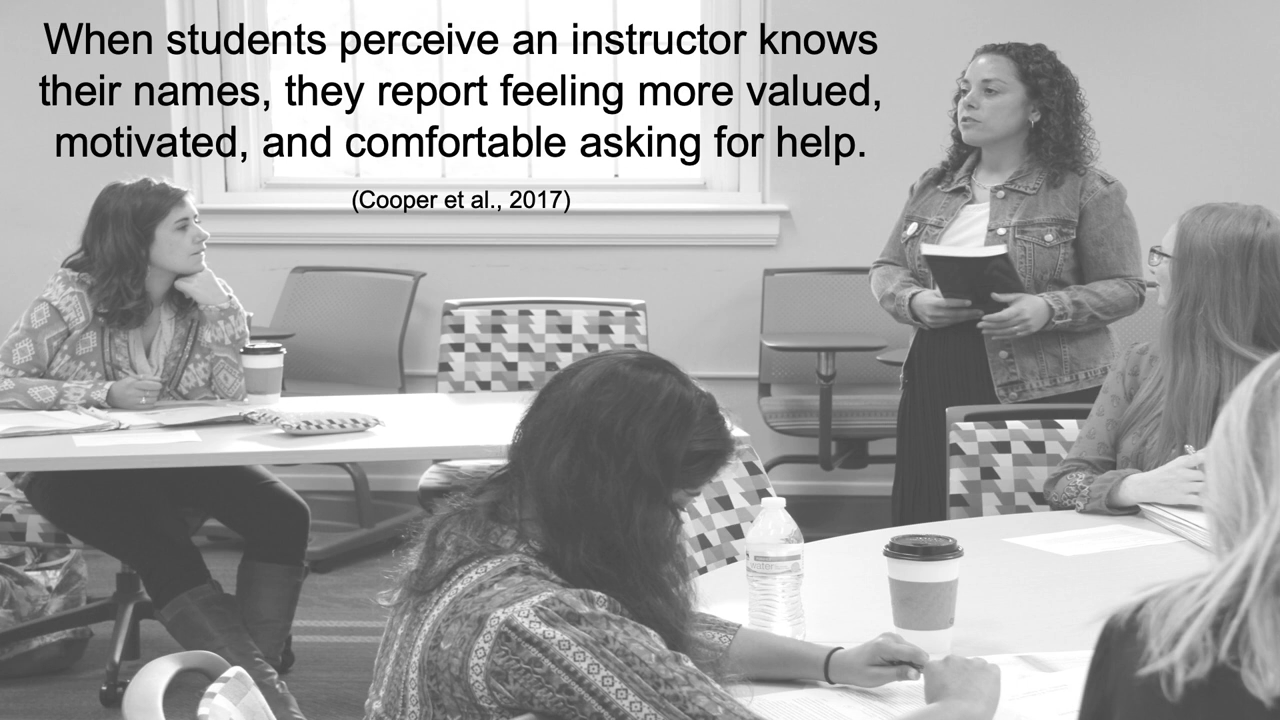 When students perceive an instructor knows
their names, they report feeling more valued,
motivated, and comfortable asking for help.
(Cooper et al., 2017)
water